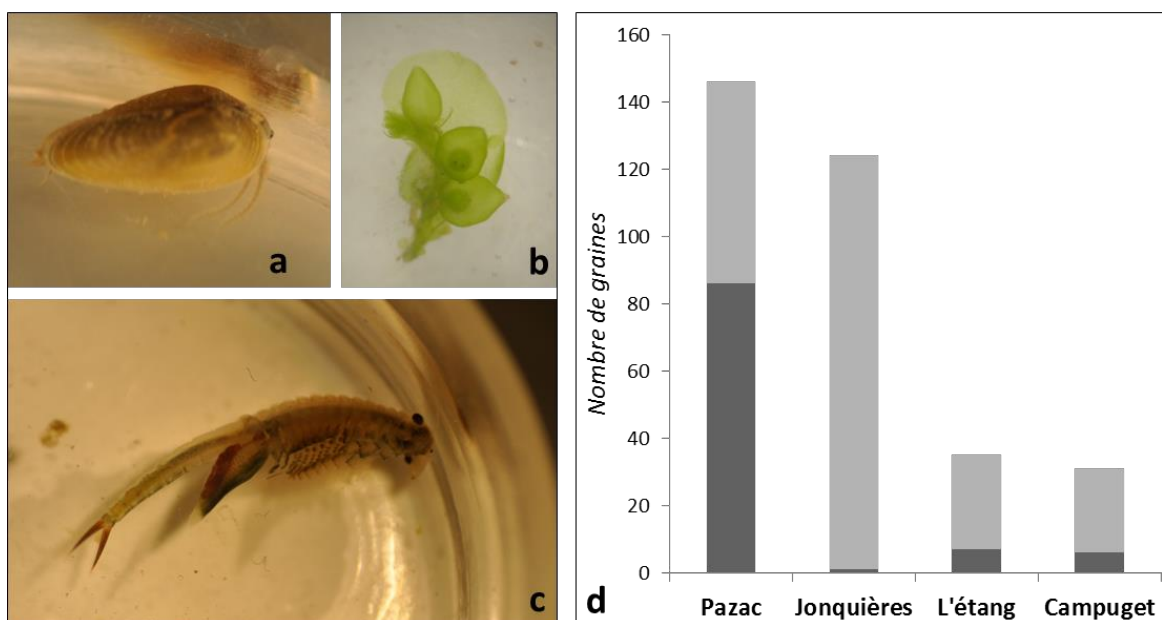 a
b
c
160
140
120
100
80
60
40
20
0
Nombre de graines
Pazac
Jonquières
L'étang
Campuget
d